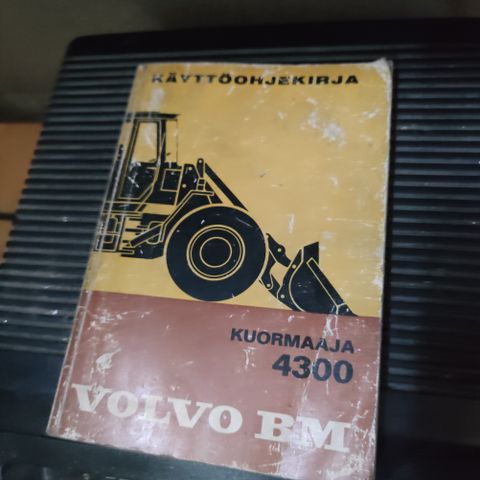 KÄYTTÖOHJEKIRJA
KUORMAAJA
4300
VOLVO BM